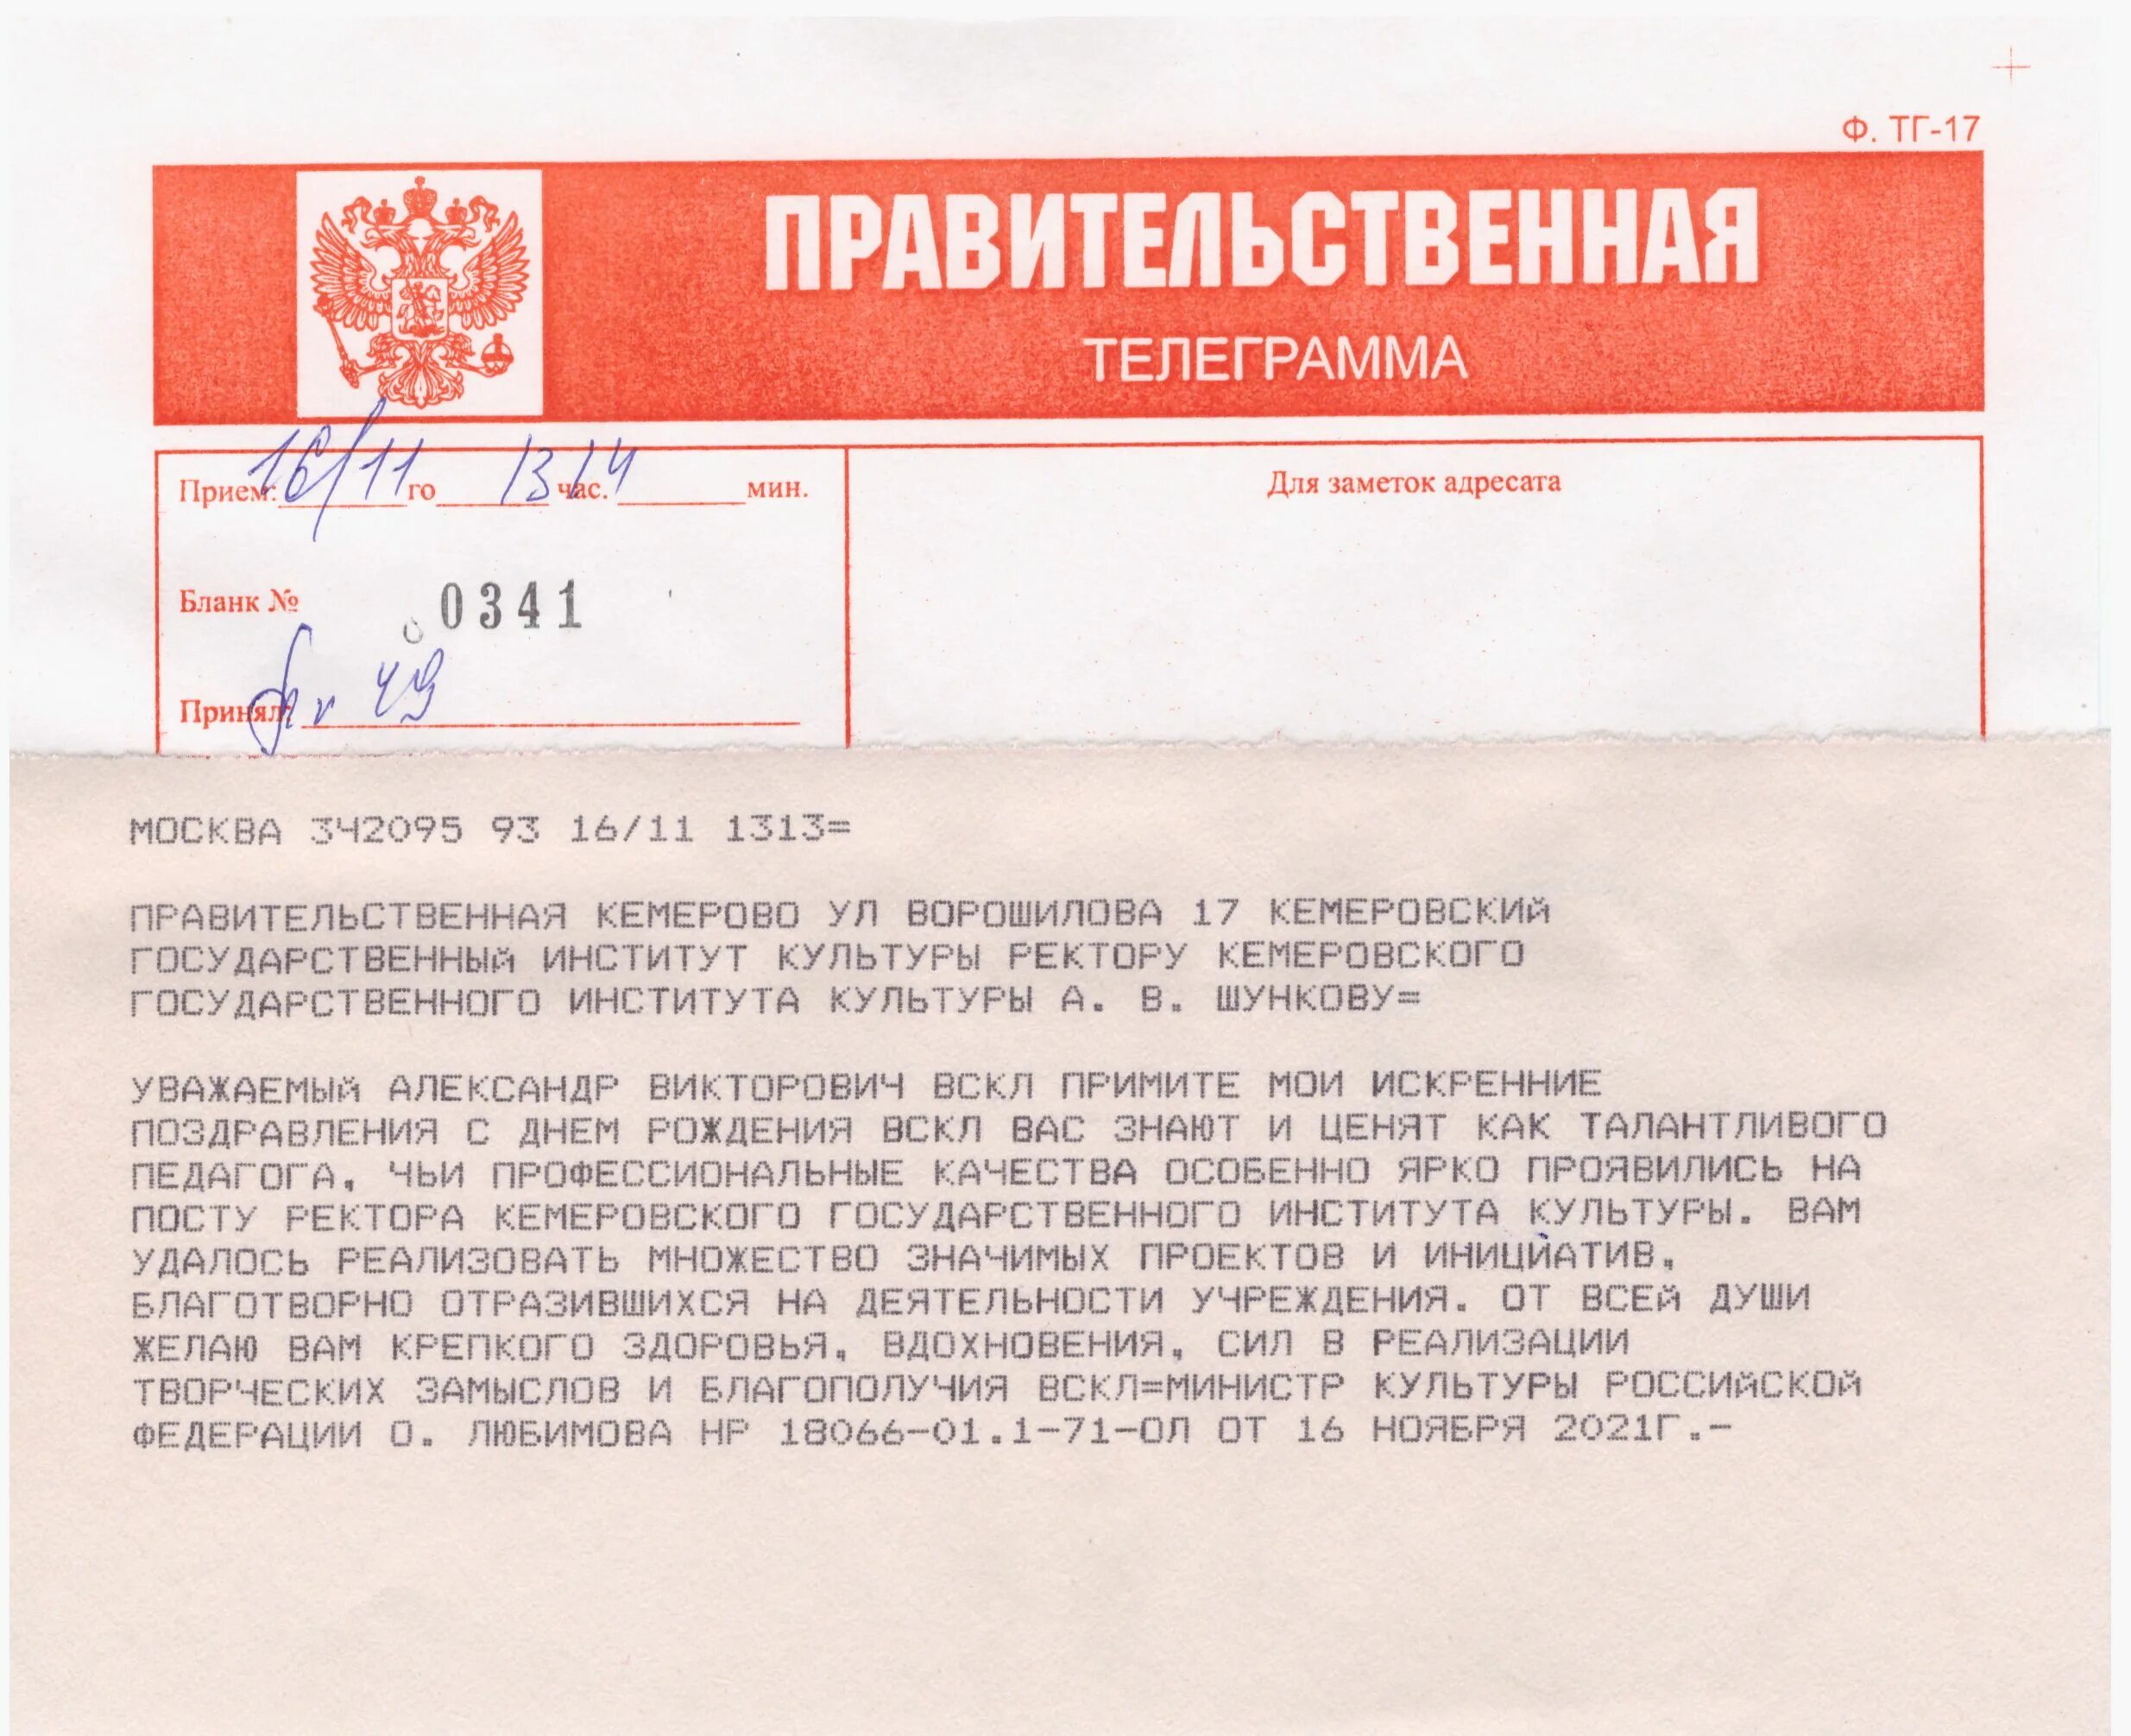 Ф. ТГ-17
ПРАВИТЕЛЬСТВЕННАЯ
ТЕЛЕГРАММА
Прием: 16/11 го 13 час. 14 мин.
Для заметок адресата
Бланк № 0341
Принял: 49
МОСКВА 342095 93 16/11 1313=
ПРАВИТЕЛЬСТВЕННАЯ КЕМЕРОВО УЛ ВОРОШИЛОВА 17 КЕМЕРОВСКИЙ
ГОСУДАРСТВЕННЫЙ ИНСТИТУТ КУЛЬТУРЫ РЕКТОРУ КЕМЕРОВСКОГО
ГОСУДАРСТВЕННОГО ИНСТИТУТА КУЛЬТУРЫ А. В. ШУНКОВУ=
УВАЖАЕМЫЙ АЛЕКСАНДР ВИКТОРОВИЧ ВСКЛ ПРИМИТЕ МОИ ИСКРЕННИЕ
ПОЗДРАВЛЕНИЯ С ДНЕМ РОЖДЕНИЯ ВСКЛ ВАС ЗНАЮТ И ЦЕНЯТ КАК ТАЛАНТЛИВОГО
ПЕДАГОГА, ЧЬИ ПРОФЕССИОНАЛЬНЫЕ КАЧЕСТВА ОСОБЕННО ЯРКО ПРОЯВИЛИСЬ НА
ПОСТУ РЕКТОРА КЕМЕРОВСКОГО ГОСУДАРСТВЕННОГО ИНСТИТУТА КУЛЬТУРЫ. ВАМ
УДАЛОСЬ РЕАЛИЗОВАТЬ МНОЖЕСТВО ЗНАЧИМЫХ ПРОЕКТОВ И ИНИЦИАТИВ,
БЛАГОТВОРНО ОТРАЗИВШИХСЯ НА ДЕЯТЕЛЬНОСТИ УЧРЕЖДЕНИЯ. ОТ ВСЕЙ ДУШИ
ЖЕЛАЮ ВАМ КРЕПКОГО ЗДОРОВЬЯ, ВДОХНОВЕНИЯ, СИЛ В РЕАЛИЗАЦИИ
ТВОРЧЕСКИХ ЗАМЫСЛОВ И БЛАГОПОЛУЧИЯ ВСКЛ=МИНИСТР КУЛЬТУРЫ РОССИЙСКОЙ
ФЕДЕРАЦИИ О. ЛЮБИМОВА НР 18066-01.1-71-ОЛ ОТ 16 НОЯБРЯ 2021Г.-